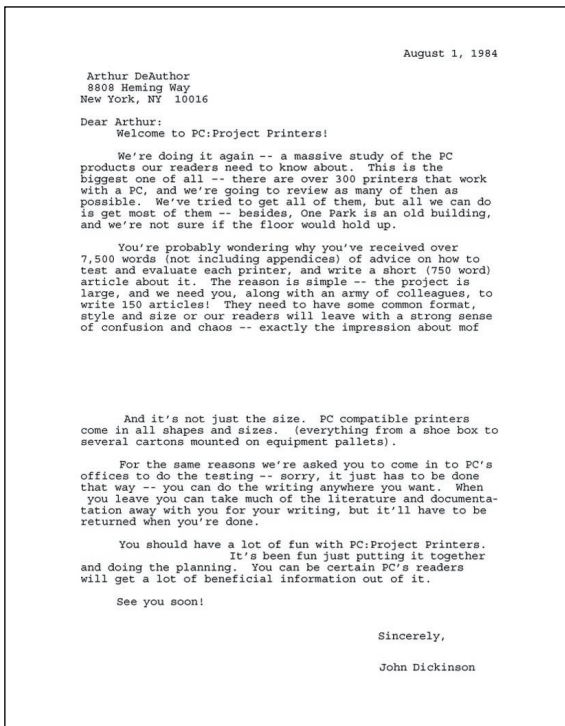 August 1, 1984
Arthur DeAuthor
8808 Heming Way
New York, NY  10016
Dear Arthur:
Welcome to PC:Project Printers!
We're doing it again -- a massive study of the PC
products our readers need to know about.  This is the
biggest one of all -- there are over 300 printers that work
with a PC, and we're going to review as many of then as
possible.  We've tried to get all of them, but all we can do
is get most of them -- besides, One Park is an old building,
and we're not sure if the floor would hold up.
You're probably wondering why you've received over
7,500 words (not including appendices) of advice on how to
test and evaluate each printer, and write a short (750 word)
article about it.  The reason is simple -- the project is
large, and we need you, along with an army of colleagues, to
write 150 articles!  They need to have some common format,
style and size or our readers will leave with a strong sense
of confusion and chaos -- exactly the impression about mof
And it's not just the size.  PC compatible printers
come in all shapes and sizes.  (everything from a shoe box to
several cartons mounted on equipment pallets).
For the same reasons we're asked you to come in to PC's
offices to do the testing -- sorry, it just has to be done
that way -- you can do the writing anywhere you want.  When
you leave you can take much of the literature and documenta-
tation away with you for your writing, but it'll have to be
returned when you're done.
You should have a lot of fun with PC:Project Printers.
It's been fun just putting it together
and doing the planning.  You can be certain PC's readers
will get a lot of beneficial information out of it.
See you soon!
Sincerely,
John Dickinson